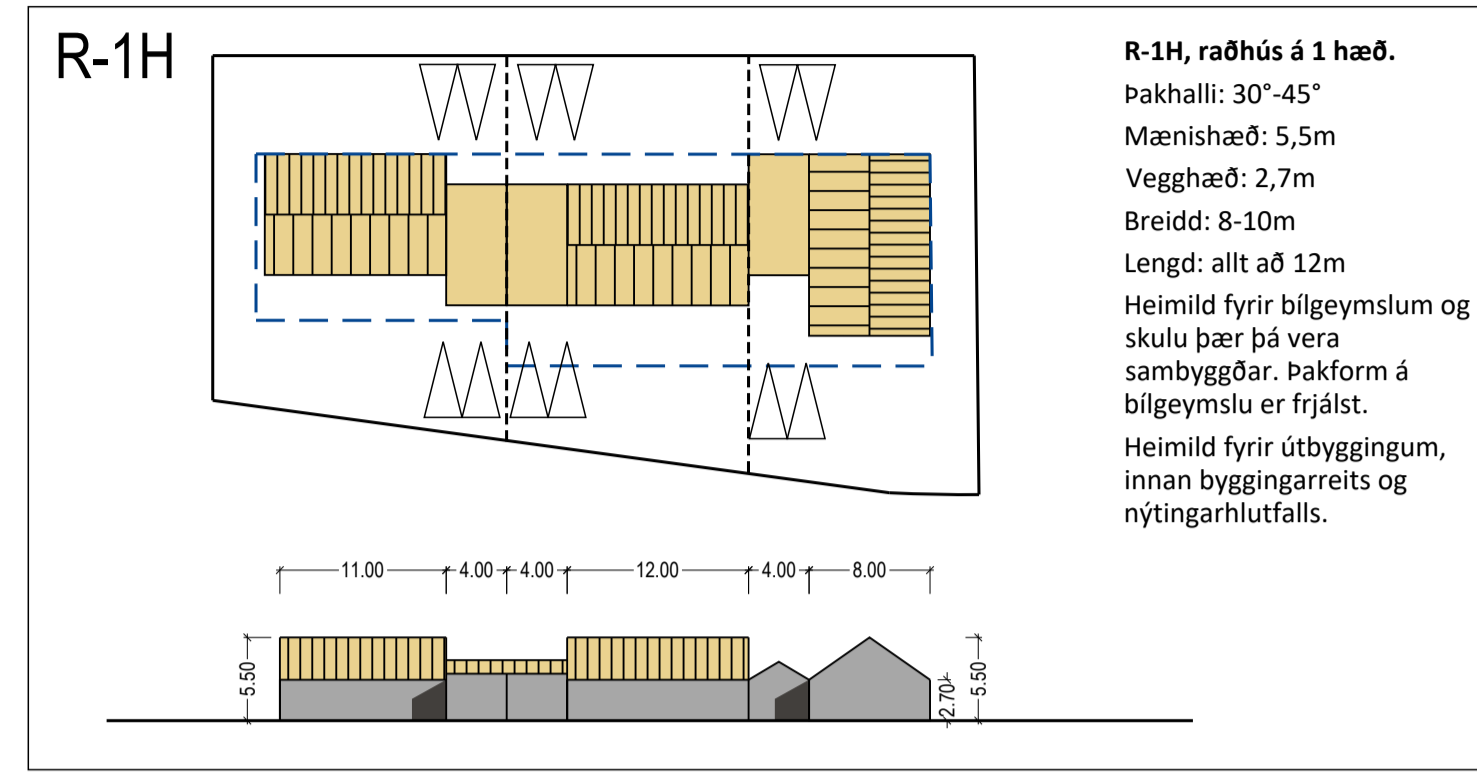 R-1H
R-1H, raðhús á 1 hæð.
Þakhalli: 30°-45°
Mænishæð: 5,5m
Vegghæð: 2,7m
Breidd: 8-10m
Lengd: allt að 12m
Heimild fyrir bílgeymslum og
skulu þær þá vera
sambyggðar. Þakform á
bílgeymslu er frjálst.
Heimild fyrir útbyggingum,
innan byggingarreits og
nýtingarhlutfalls.
11.00 4.00 4.00 12.00 4.00 8.00
5.50
2.70
5.50